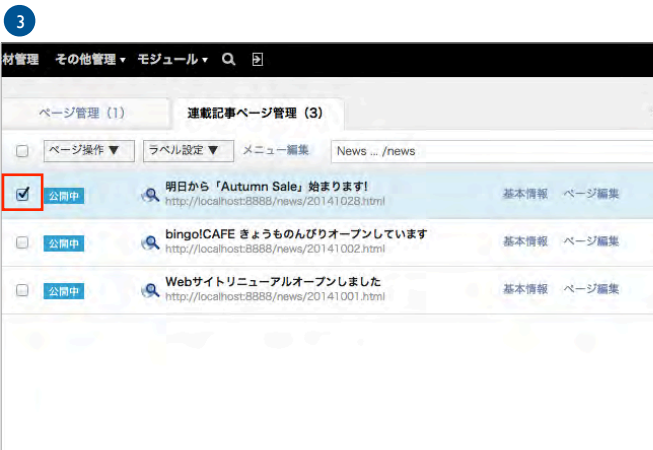 3
材管理 その他管理▼ モジュール▼
ページ管理（1） 連載記事ページ管理（3）
ページ操作 ▼ ラベル設定 ▼ メニュー編集 News ... /news
公開中 明日から「Autumn Sale」始まります! 基本情報 ページ編集
http://localhost:8888/news/20141028.html
公開中 bingo!CAFE きょうものんびりオープンしています 基本情報 ページ編集
http://localhost:8888/news/20141002.html
公開中 Webサイトリニューアルオープンしました 基本情報 ページ編集
http://localhost:8888/news/20141001.html